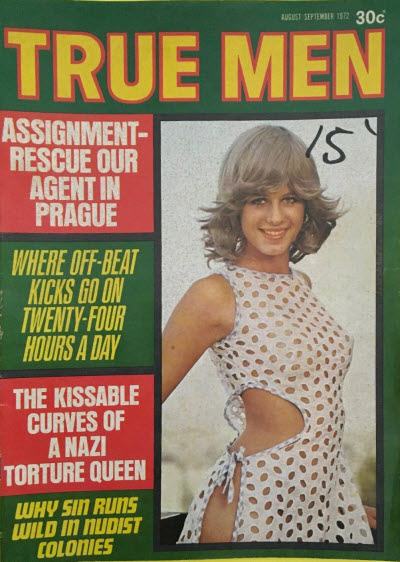 AUGUST SEPTEMBER 1972 30c
TRUE MEN
ASSIGNMENT-
RESCUE OUR
AGENT IN
PRAGUE
15
WHERE OFF-BEAT
KICKS GO ON
TWENTY-FOUR
HOURS A DAY
THE KISSABLE
CURVES OF
A NAZI
TORTURE QUEEN
WHY SIN RUNS
WILD IN NUDIST
COLONIES